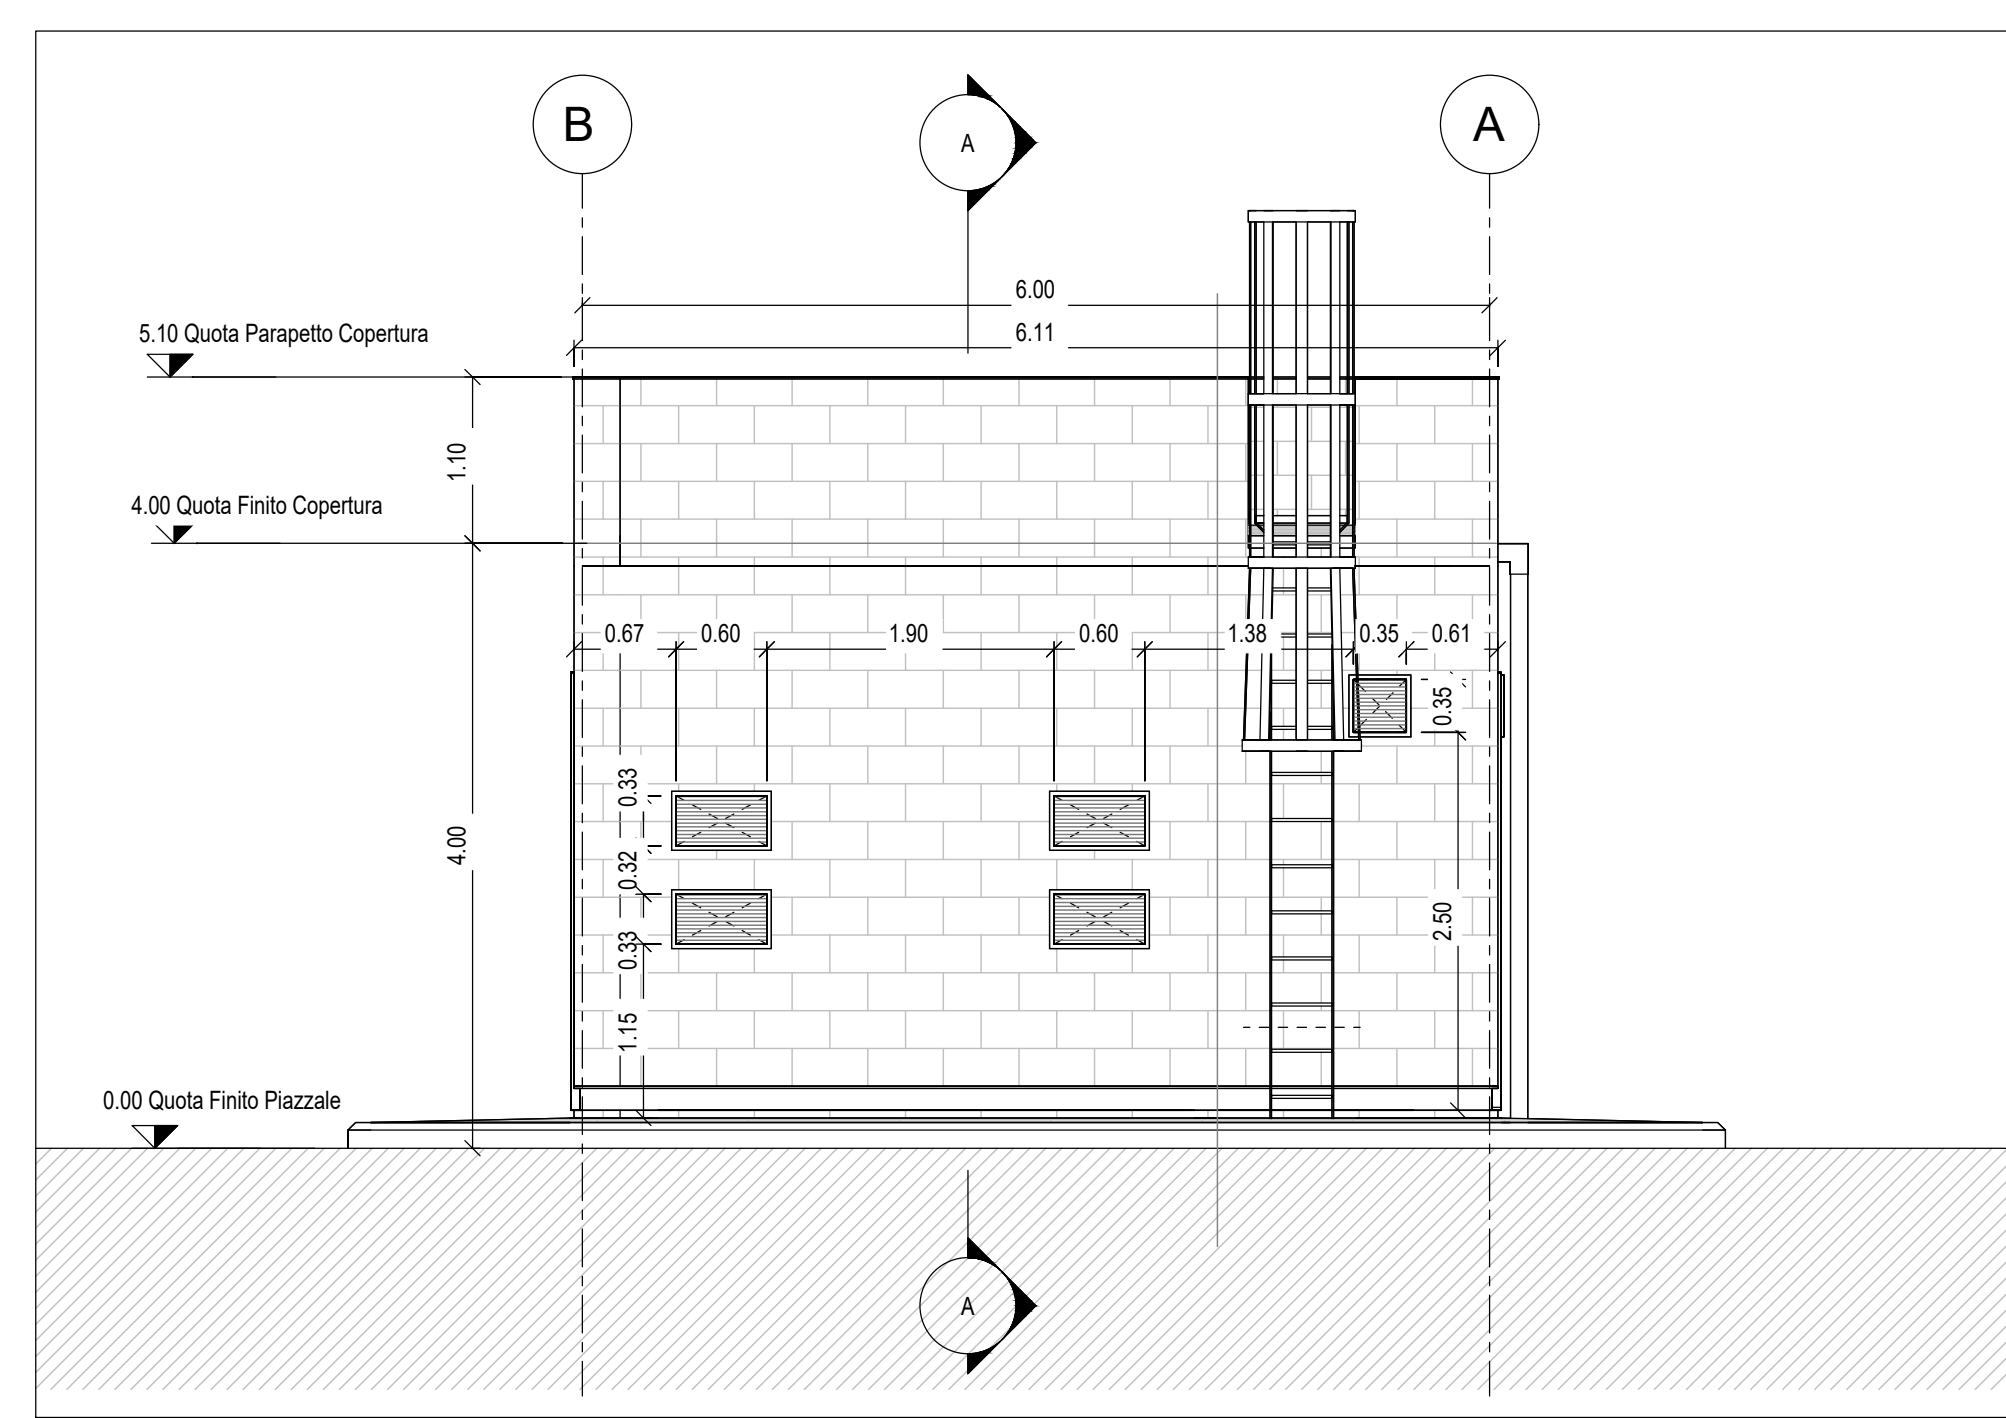 B
A
A
6.00
6.11
5.10 Quota Parapetto Copertura
1.10
4.00 Quota Finito Copertura
0.67
0.60
1.90
0.60
1.38
0.35
0.61
0.35
0.33
0.32
0.33
1.15
4.00
2.50
0.00 Quota Finito Piazzale
A